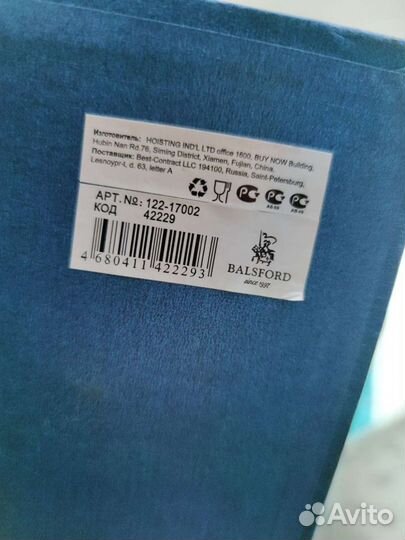 Изготовитель: HOISTING IND'L LTD office 1600, BUY NOW Building,
Hubin Nan Rd.76, Siming District, Xiamen, Fujian, China.
Поставщик: Best-Contract LLC 194100, Russia, Saint-Petersburg,
Lesnoypr-t, d. 63, letter A
АРТ.№: 122-17002
КОД 42229
4 680411 422293
BALSFORD
since 1597
Avito